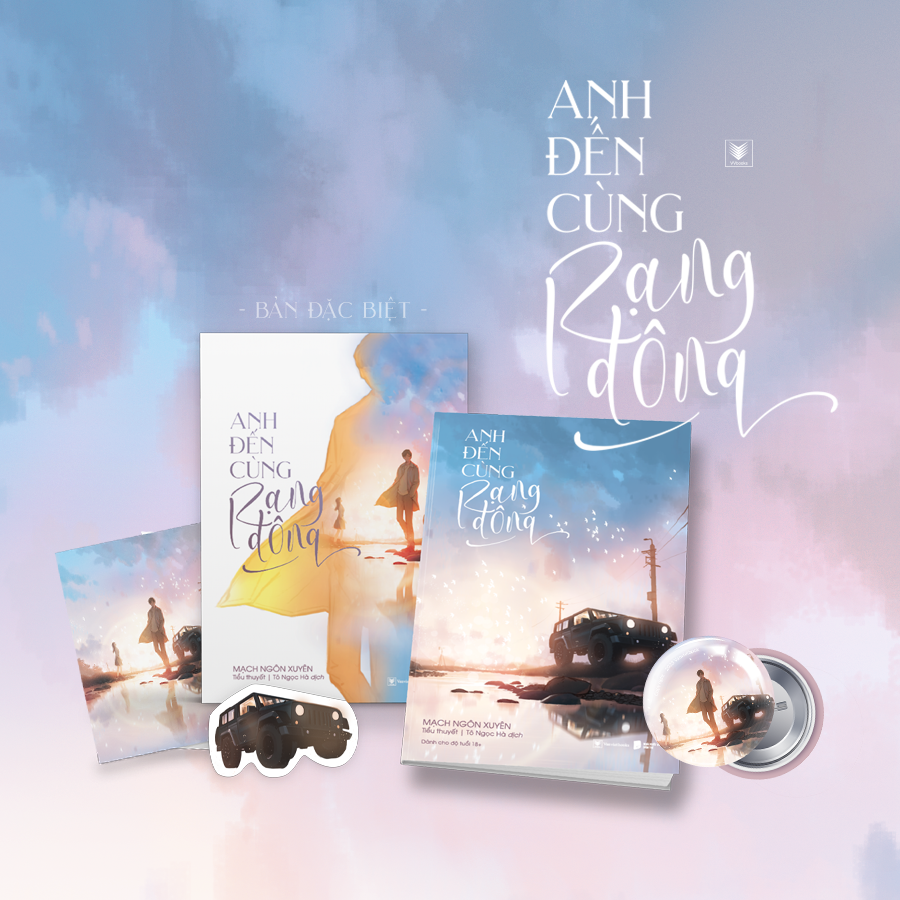 ANH
ĐẾN
CÙNG
Rạng
đông
- BẢN ĐẶC BIỆT -
ANH
ĐẾN
CÙNG
Rạng
đông
MẠCH NGÔN XUYÊN
Tiểu thuyết | Tô Ngọc Hà dịch
ANH
ĐẾN
CÙNG
Rạng
đông
MẠCH NGÔN XUYÊN
Tiểu thuyết | Tô Ngọc Hà dịch
Dành cho độ tuổi 18+